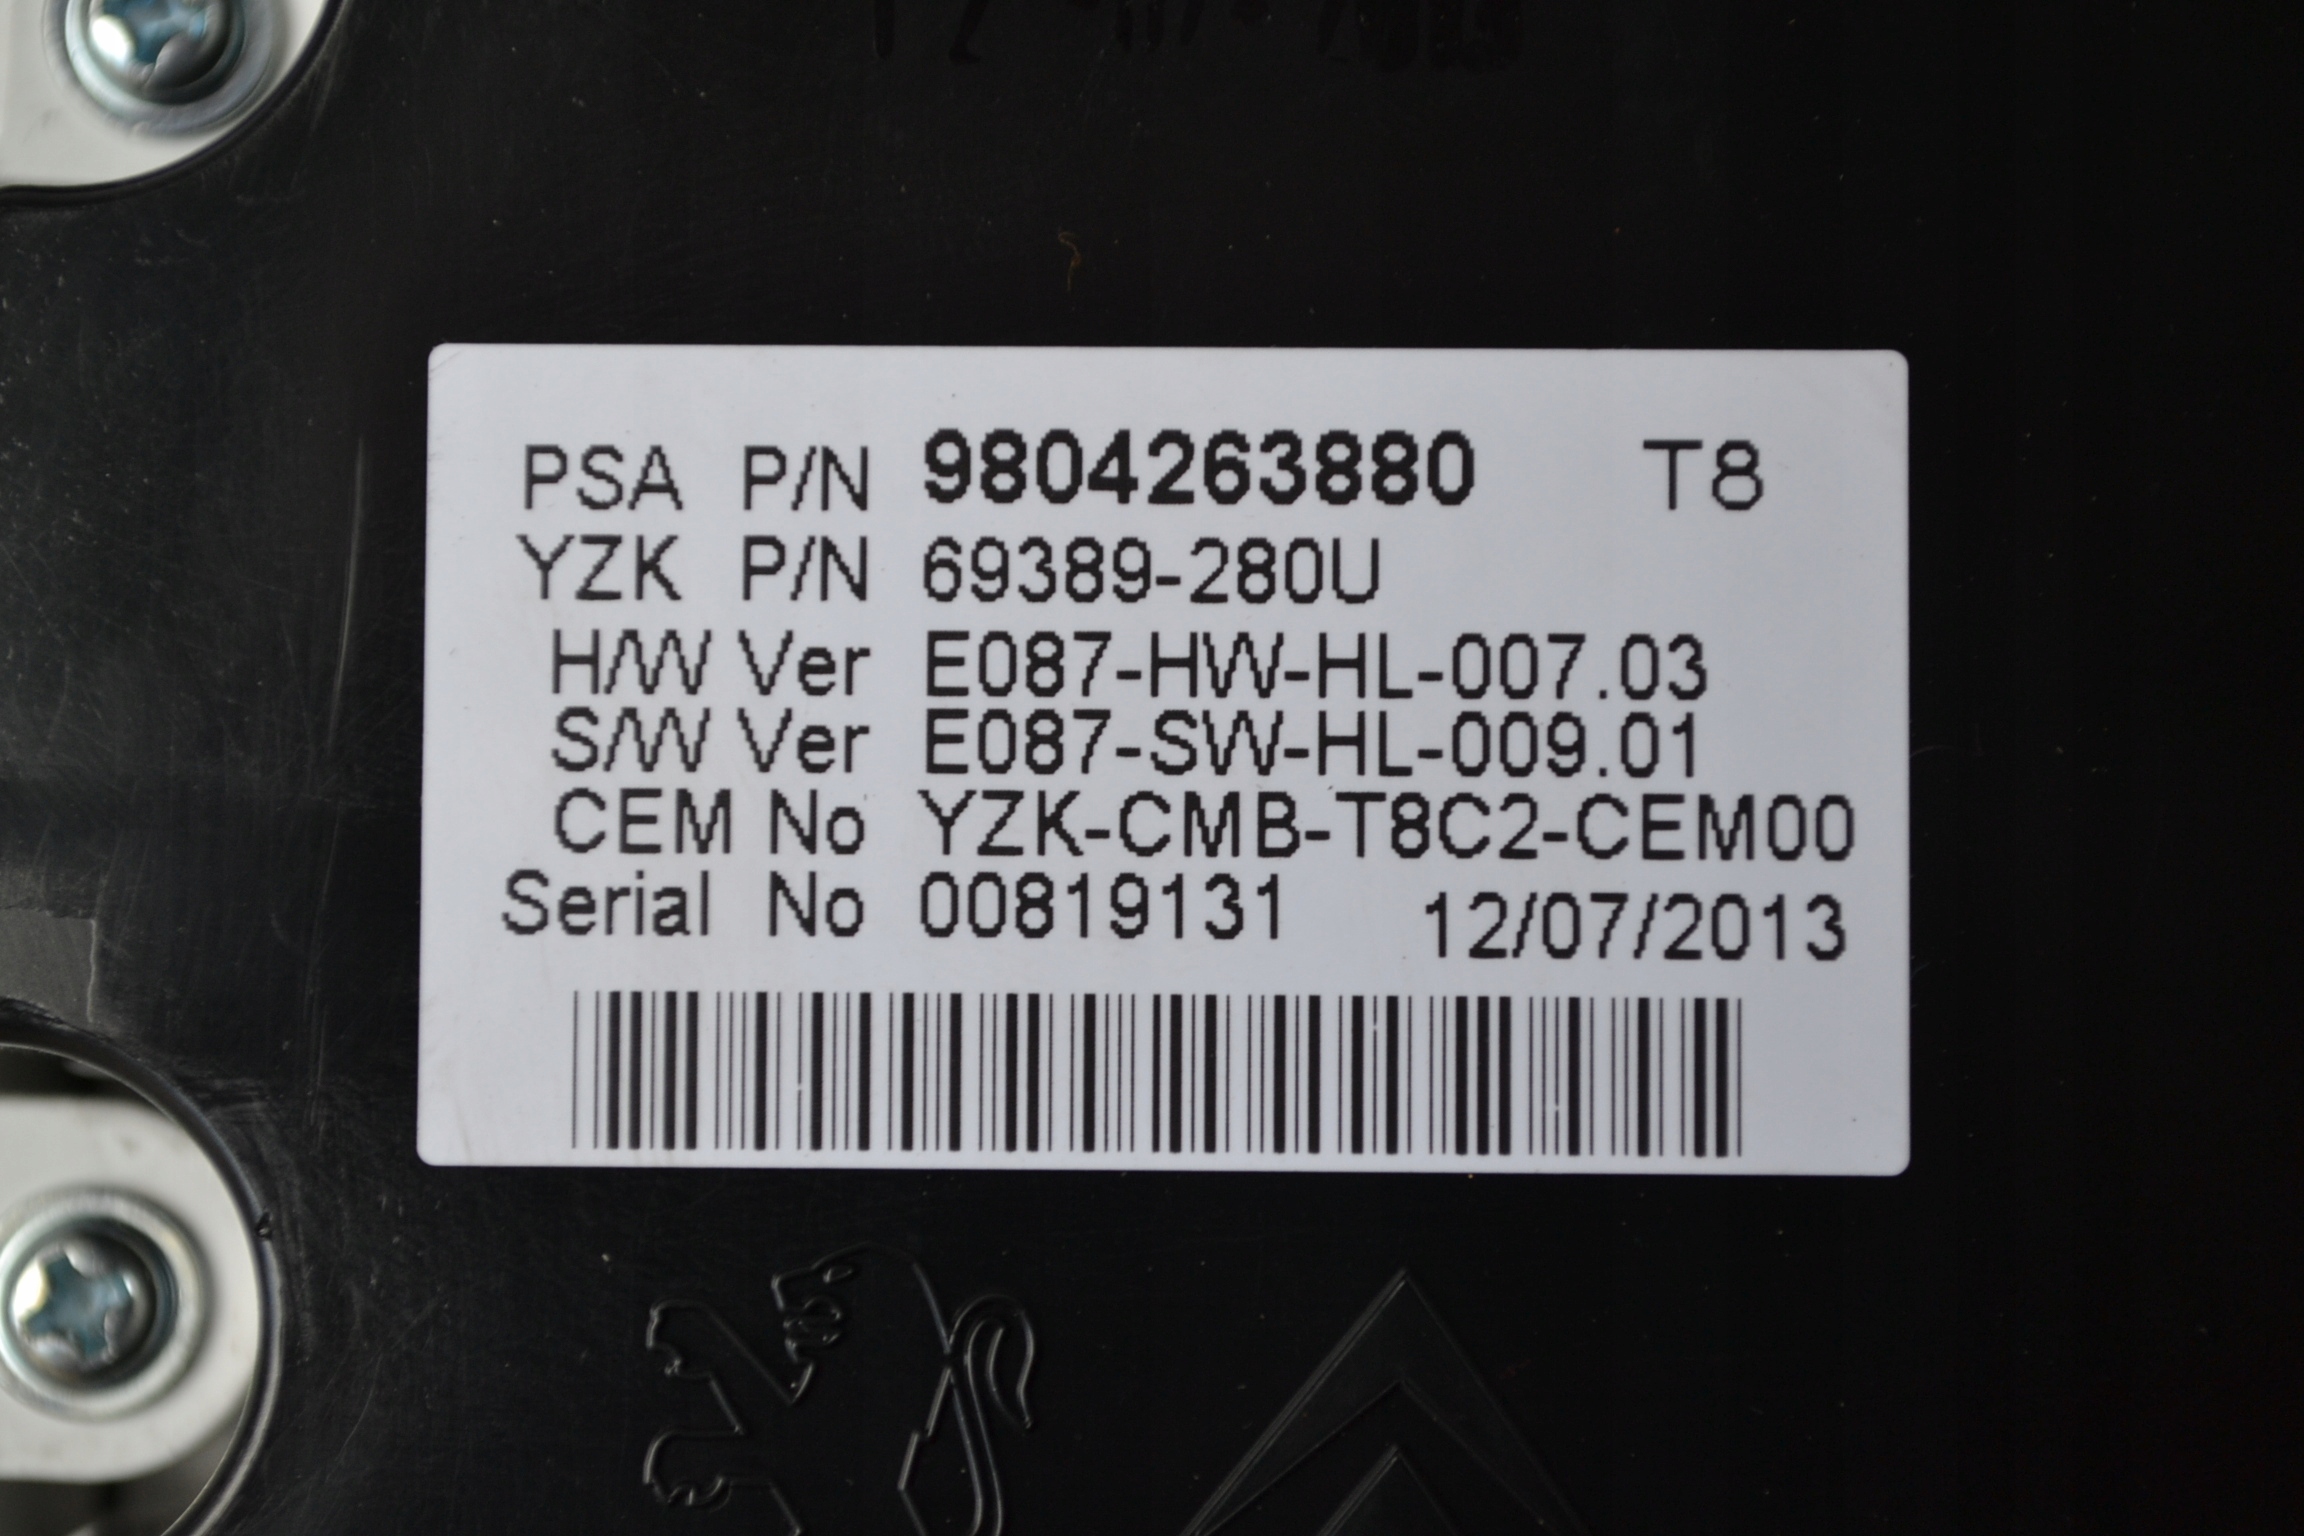 PSA P/N 9804263880 T8
YZK P/N 69389-280U
H/W Ver E087-HW-HL-007.03
S/W Ver E087-SW-HL-009.01
CEM No YZK-CMB-T8C2-CEM00
Serial No 00819131 12/07/2013